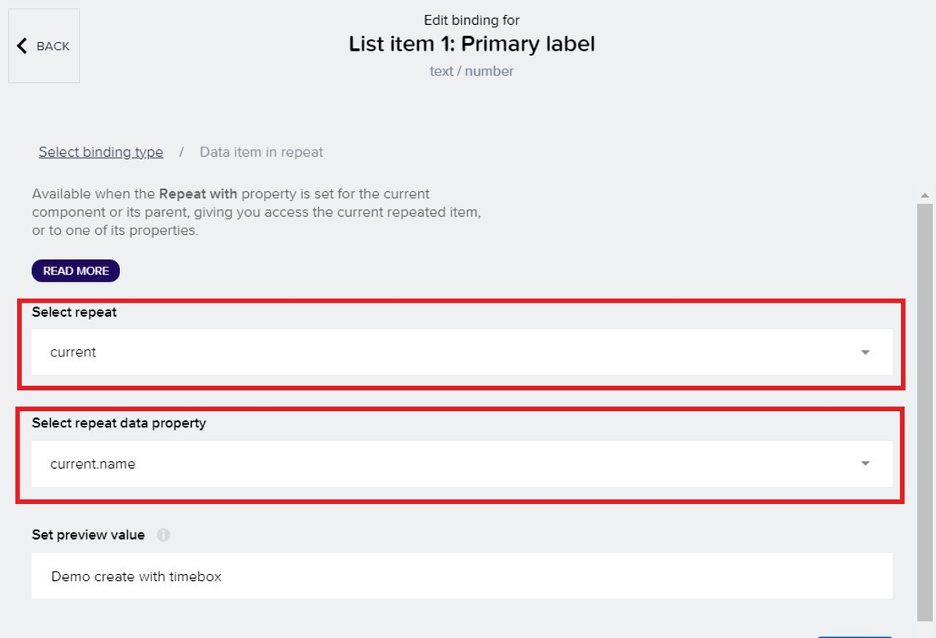 Edit binding for
BACK
List item 1: Primary label
text / number
Select binding type / Data item in repeat
Available when the Repeat with property is set for the current
component or its parent, giving you access the current repeated item,
or to one of its properties.
READ MORE
Select repeat
current
Select repeat data property
current.name
Set preview value
Demo create with timebox